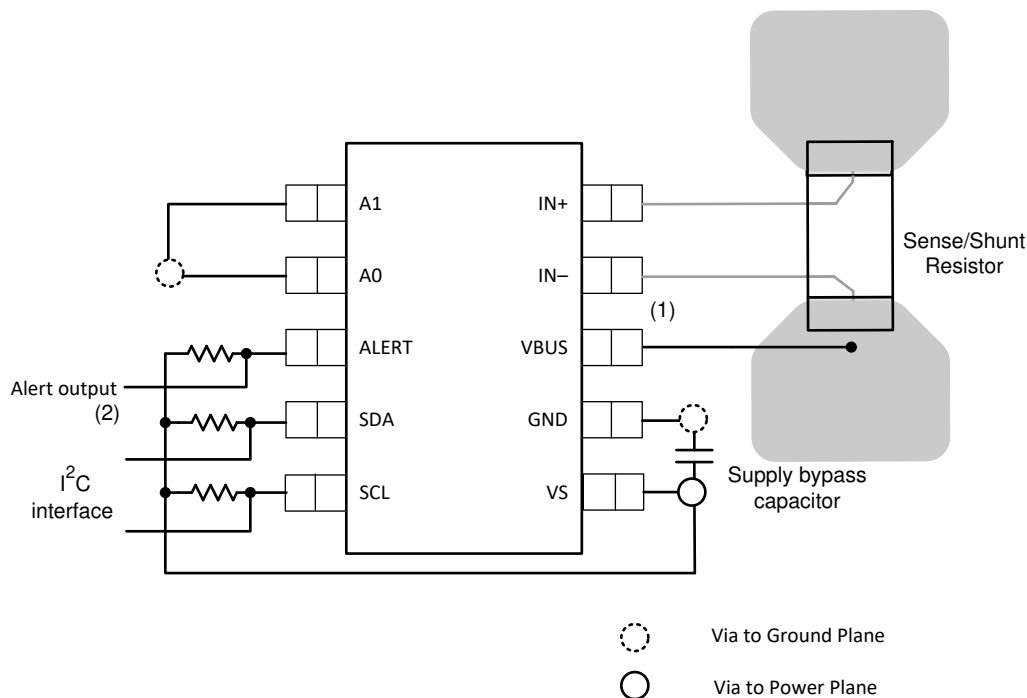 A1
A0
ALERT
SDA
SCL
IN+
IN–
VBUS
GND
VS
(1)
Sense/Shunt
Resistor
Alert output
(2)
I²C
interface
Supply bypass
capacitor
Via to Ground Plane
Via to Power Plane